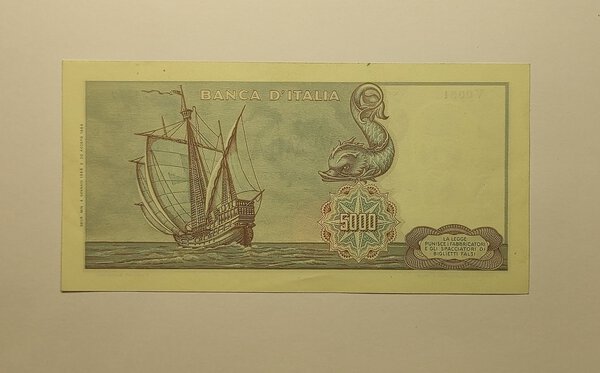 BANCA D'ITALIA
5000
LA LEGGE
PUNISCE I FABBRICATORI
E GLI SPACCIATORI DI
BIGLIETTI FALSI